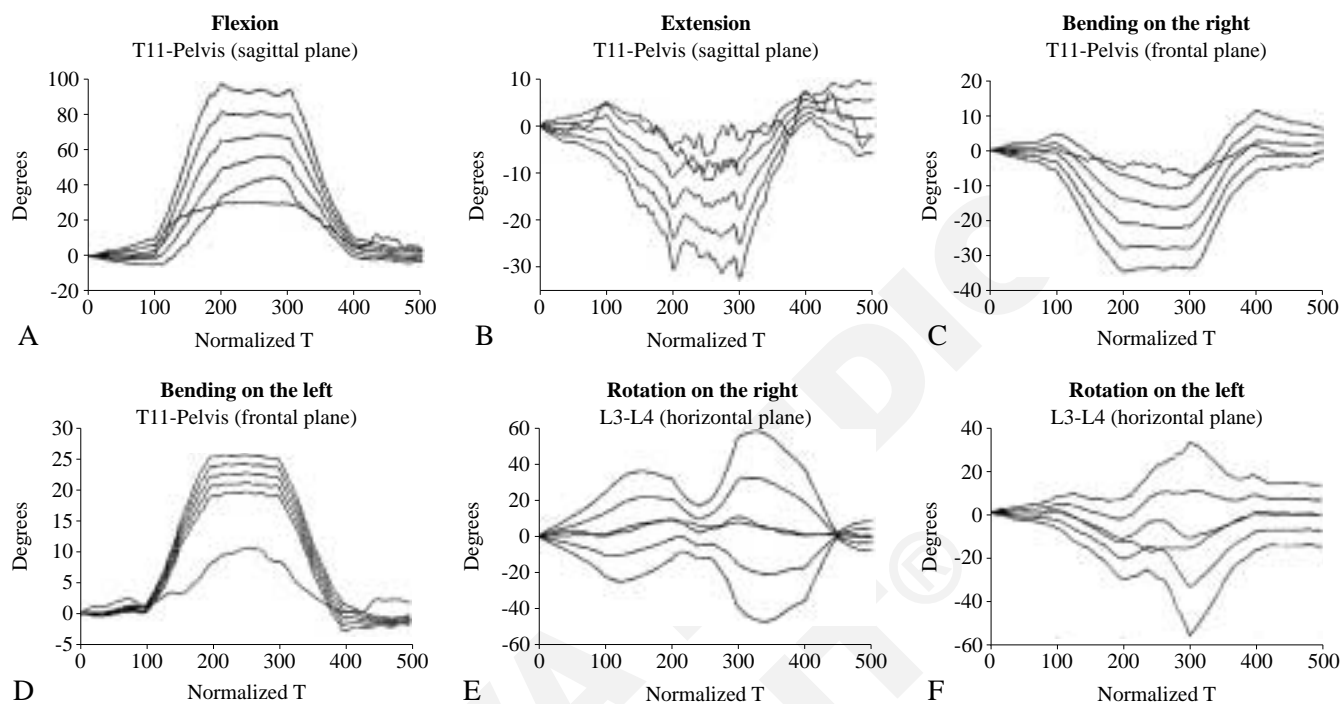 Flexion
T11-Pelvis (sagittal plane)
100
80
60
40
20
0
-20
Degrees
0 100 200 300 400 500
Normalized T
A
Extension
T11-Pelvis (sagittal plane)
10
0
-10
-20
-30
Degrees
0 100 200 300 400 500
Normalized T
B
Bending on the right
T11-Pelvis (frontal plane)
20
10
0
-10
-20
-30
-40
Degrees
0 100 200 300 400 500
Normalized T
C
Bending on the left
T11-Pelvis (frontal plane)
30
25
20
15
10
5
0
-5
Degrees
0 100 200 300 400 500
Normalized T
D
Rotation on the right
L3-L4 (horizontal plane)
60
40
20
0
-20
-40
-60
Degrees
0 100 200 300 400 500
Normalized T
E
Rotation on the left
L3-L4 (horizontal plane)
40
20
0
-20
-40
-60
Degrees
0 100 200 300 400 500
Normalized T
F